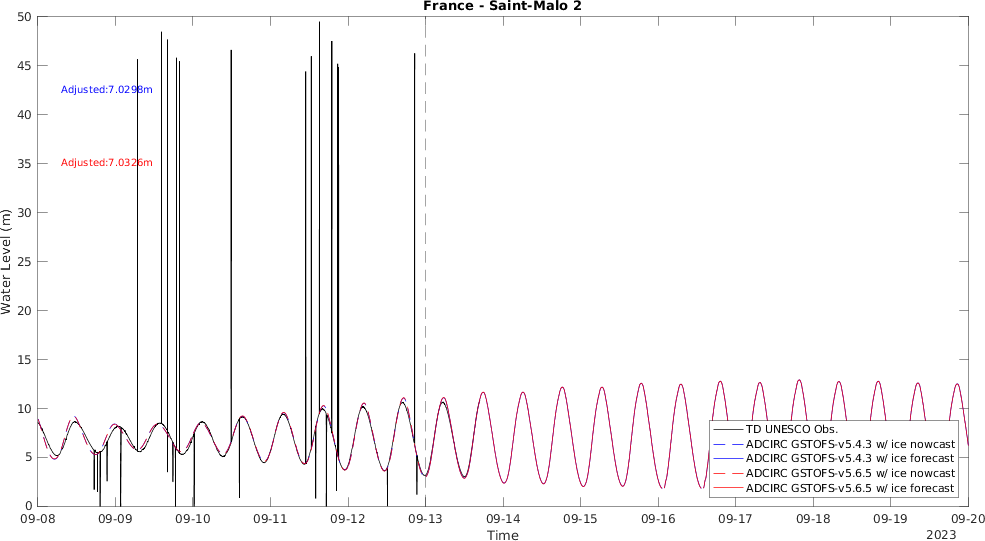 France - Saint-Malo 2
Water Level (m)
50
45
40
35
30
25
20
15
10
5
0
Adjusted:7.0298m
Adjusted:7.0326m
TD UNESCO Obs.
ADCIRC GSTOFS-v5.4.3 w/ ice nowcast
ADCIRC GSTOFS-v5.4.3 w/ ice forecast
ADCIRC GSTOFS-v5.6.5 w/ ice nowcast
ADCIRC GSTOFS-v5.6.5 w/ ice forecast
09-08 09-09 09-10 09-11 09-12 09-13 09-14 09-15 09-16 09-17 09-18 09-19 09-20
Time
2023